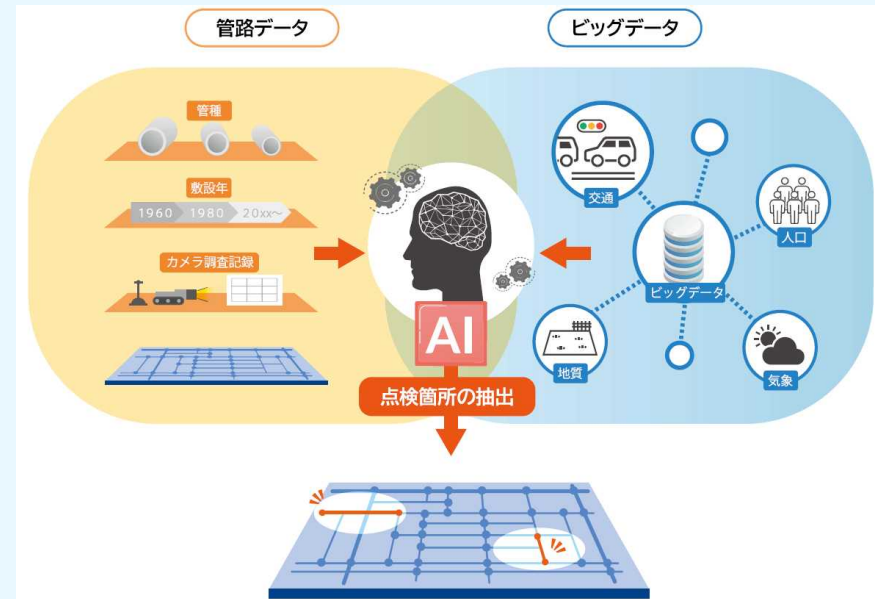 管路データ
ビッグデータ
管種
敷設年
1960 1980 20xx～
カメラ調査記録
交通
人口
ビッグデータ
地質
気象
AI
点検箇所の抽出